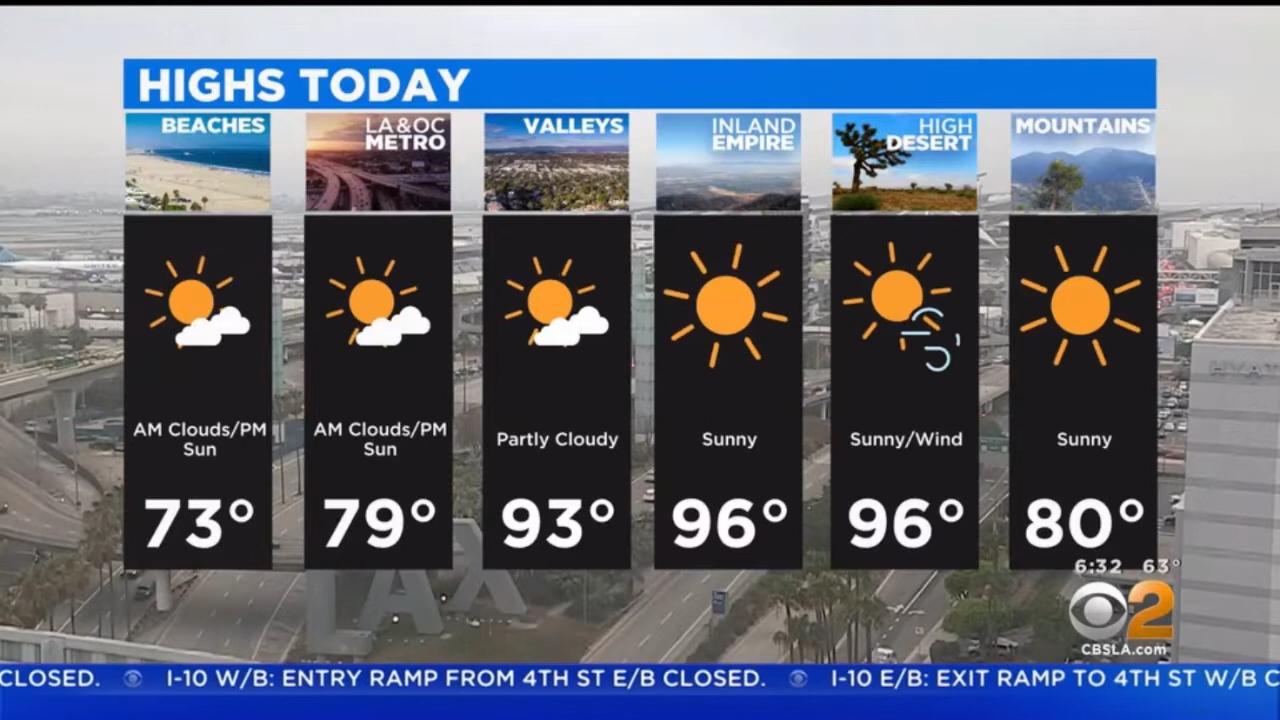 HIGHS TODAY
BEACHES
LA & OC
METRO
VALLEYS
INLAND
EMPIRE
HIGH
DESERT
MOUNTAINS
AM Clouds/PM
Sun
AM Clouds/PM
Sun
Partly Cloudy
Sunny
Sunny/Wind
Sunny
73°
79°
93°
96°
96°
80°
6:32 63°
2
CBSLA.com
LAX
UNITED
CLOSED. I-10 W/B: ENTRY RAMP FROM 4TH ST E/B CLOSED. I-10 E/B: EXIT RAMP TO 4TH ST W/B C